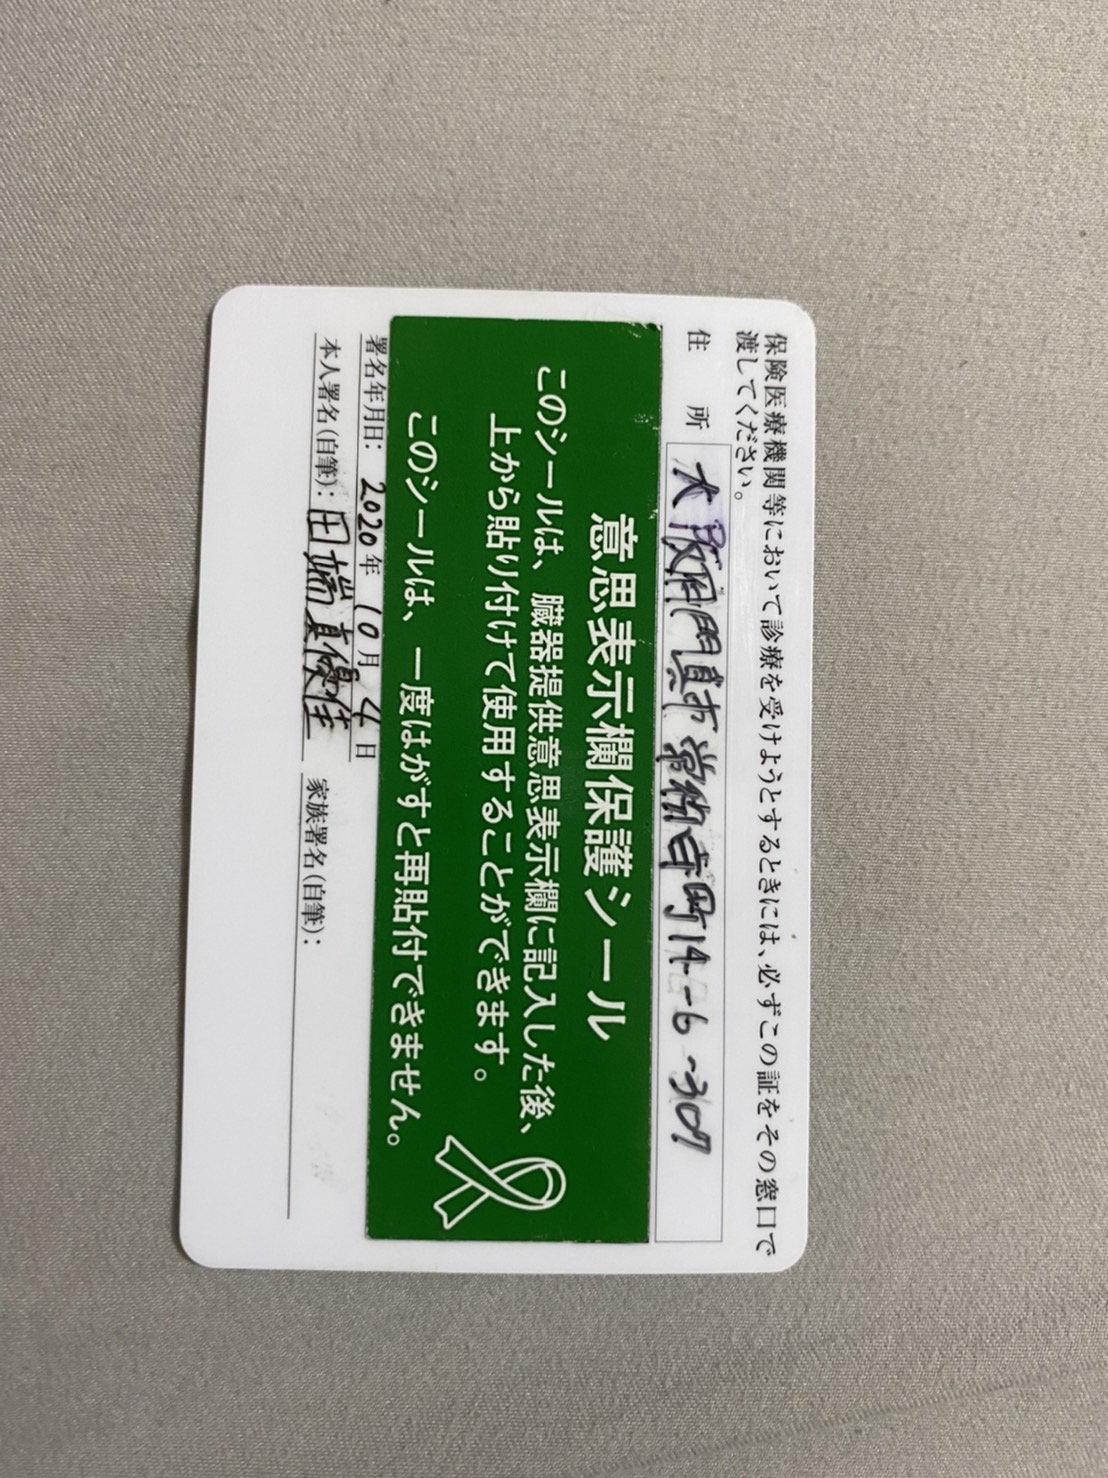 保険医療機関等において診療を受けようとするときには、必ずこの証をその窓口で
渡してください。
住所 大阪府門真市常称寺町14-6-307
意思表示欄保護シール
このシールは、臓器提供意思表示欄に記入した後、
上から貼り付けて使用することができます。
このシールは、一度はがすと再貼付できません。
署名年月日: 2020年 10月 4日
本人署名(自筆): 田端真優佳 家族署名(自筆):